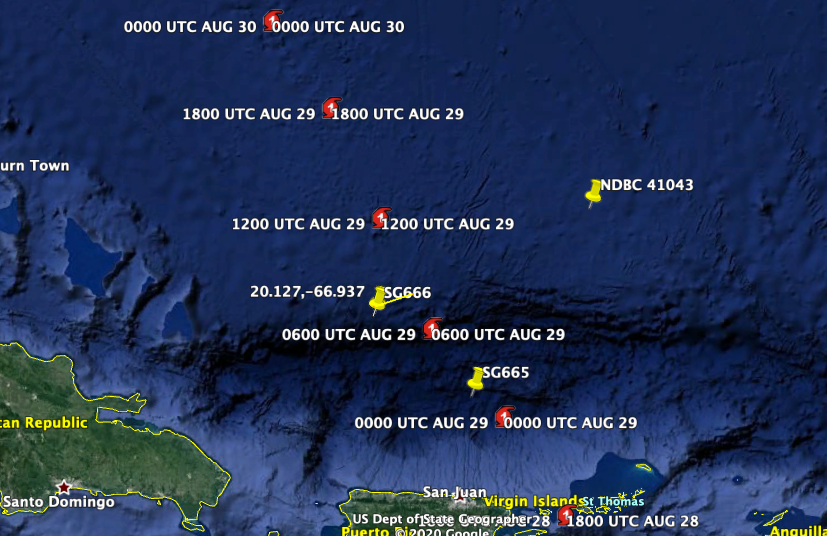 0000 UTC AUG 30 0000 UTC AUG 30
1800 UTC AUG 29 1800 UTC AUG 29
urn Town
NDBC 41043
1200 UTC AUG 29 1200 UTC AUG 29
20.127,-66.937 SG666
0600 UTC AUG 29 0600 UTC AUG 29
SG665
can Republic
0000 UTC AUG 29 0000 UTC AUG 29
San Juan
Santo Domingo
Virgin Islands
St Thomas
US Dept of State Geographer
28 1800 UTC AUG 28
Puerto
© 2020 Google
Anguilla